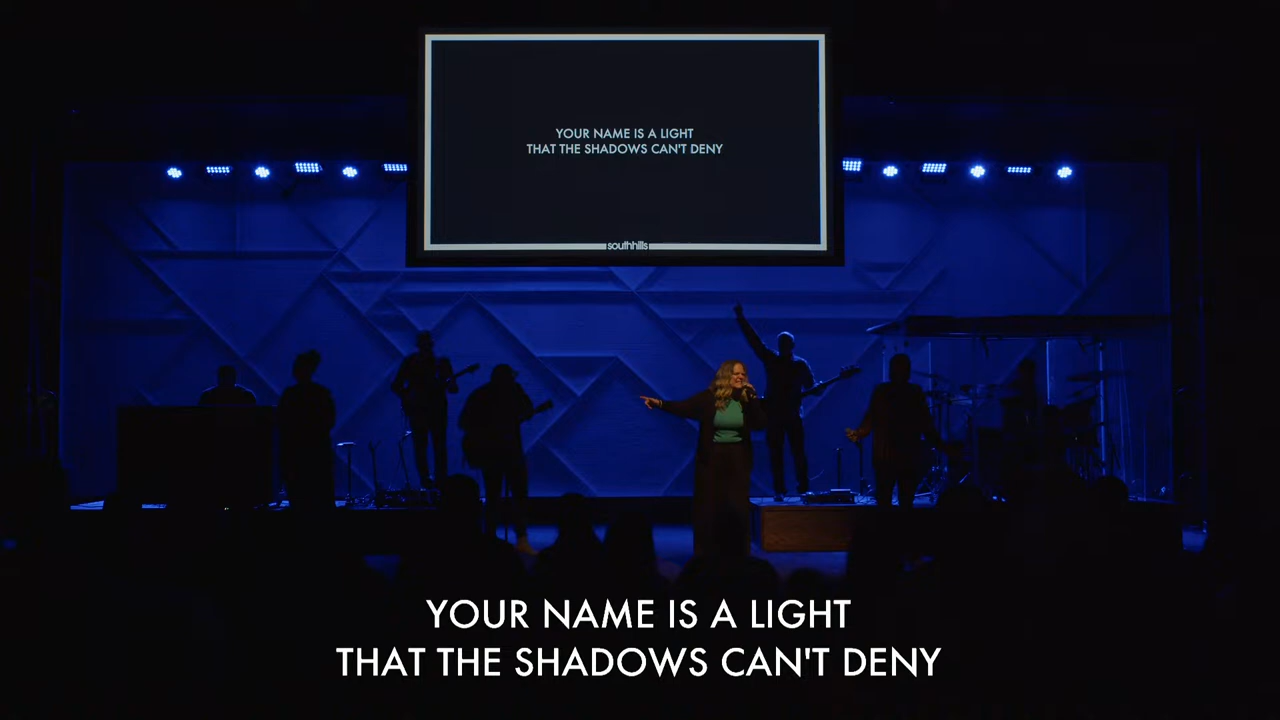 YOUR NAME IS A LIGHT
THAT THE SHADOWS CAN'T DENY
southhills
YOUR NAME IS A LIGHT
THAT THE SHADOWS CAN'T DENY